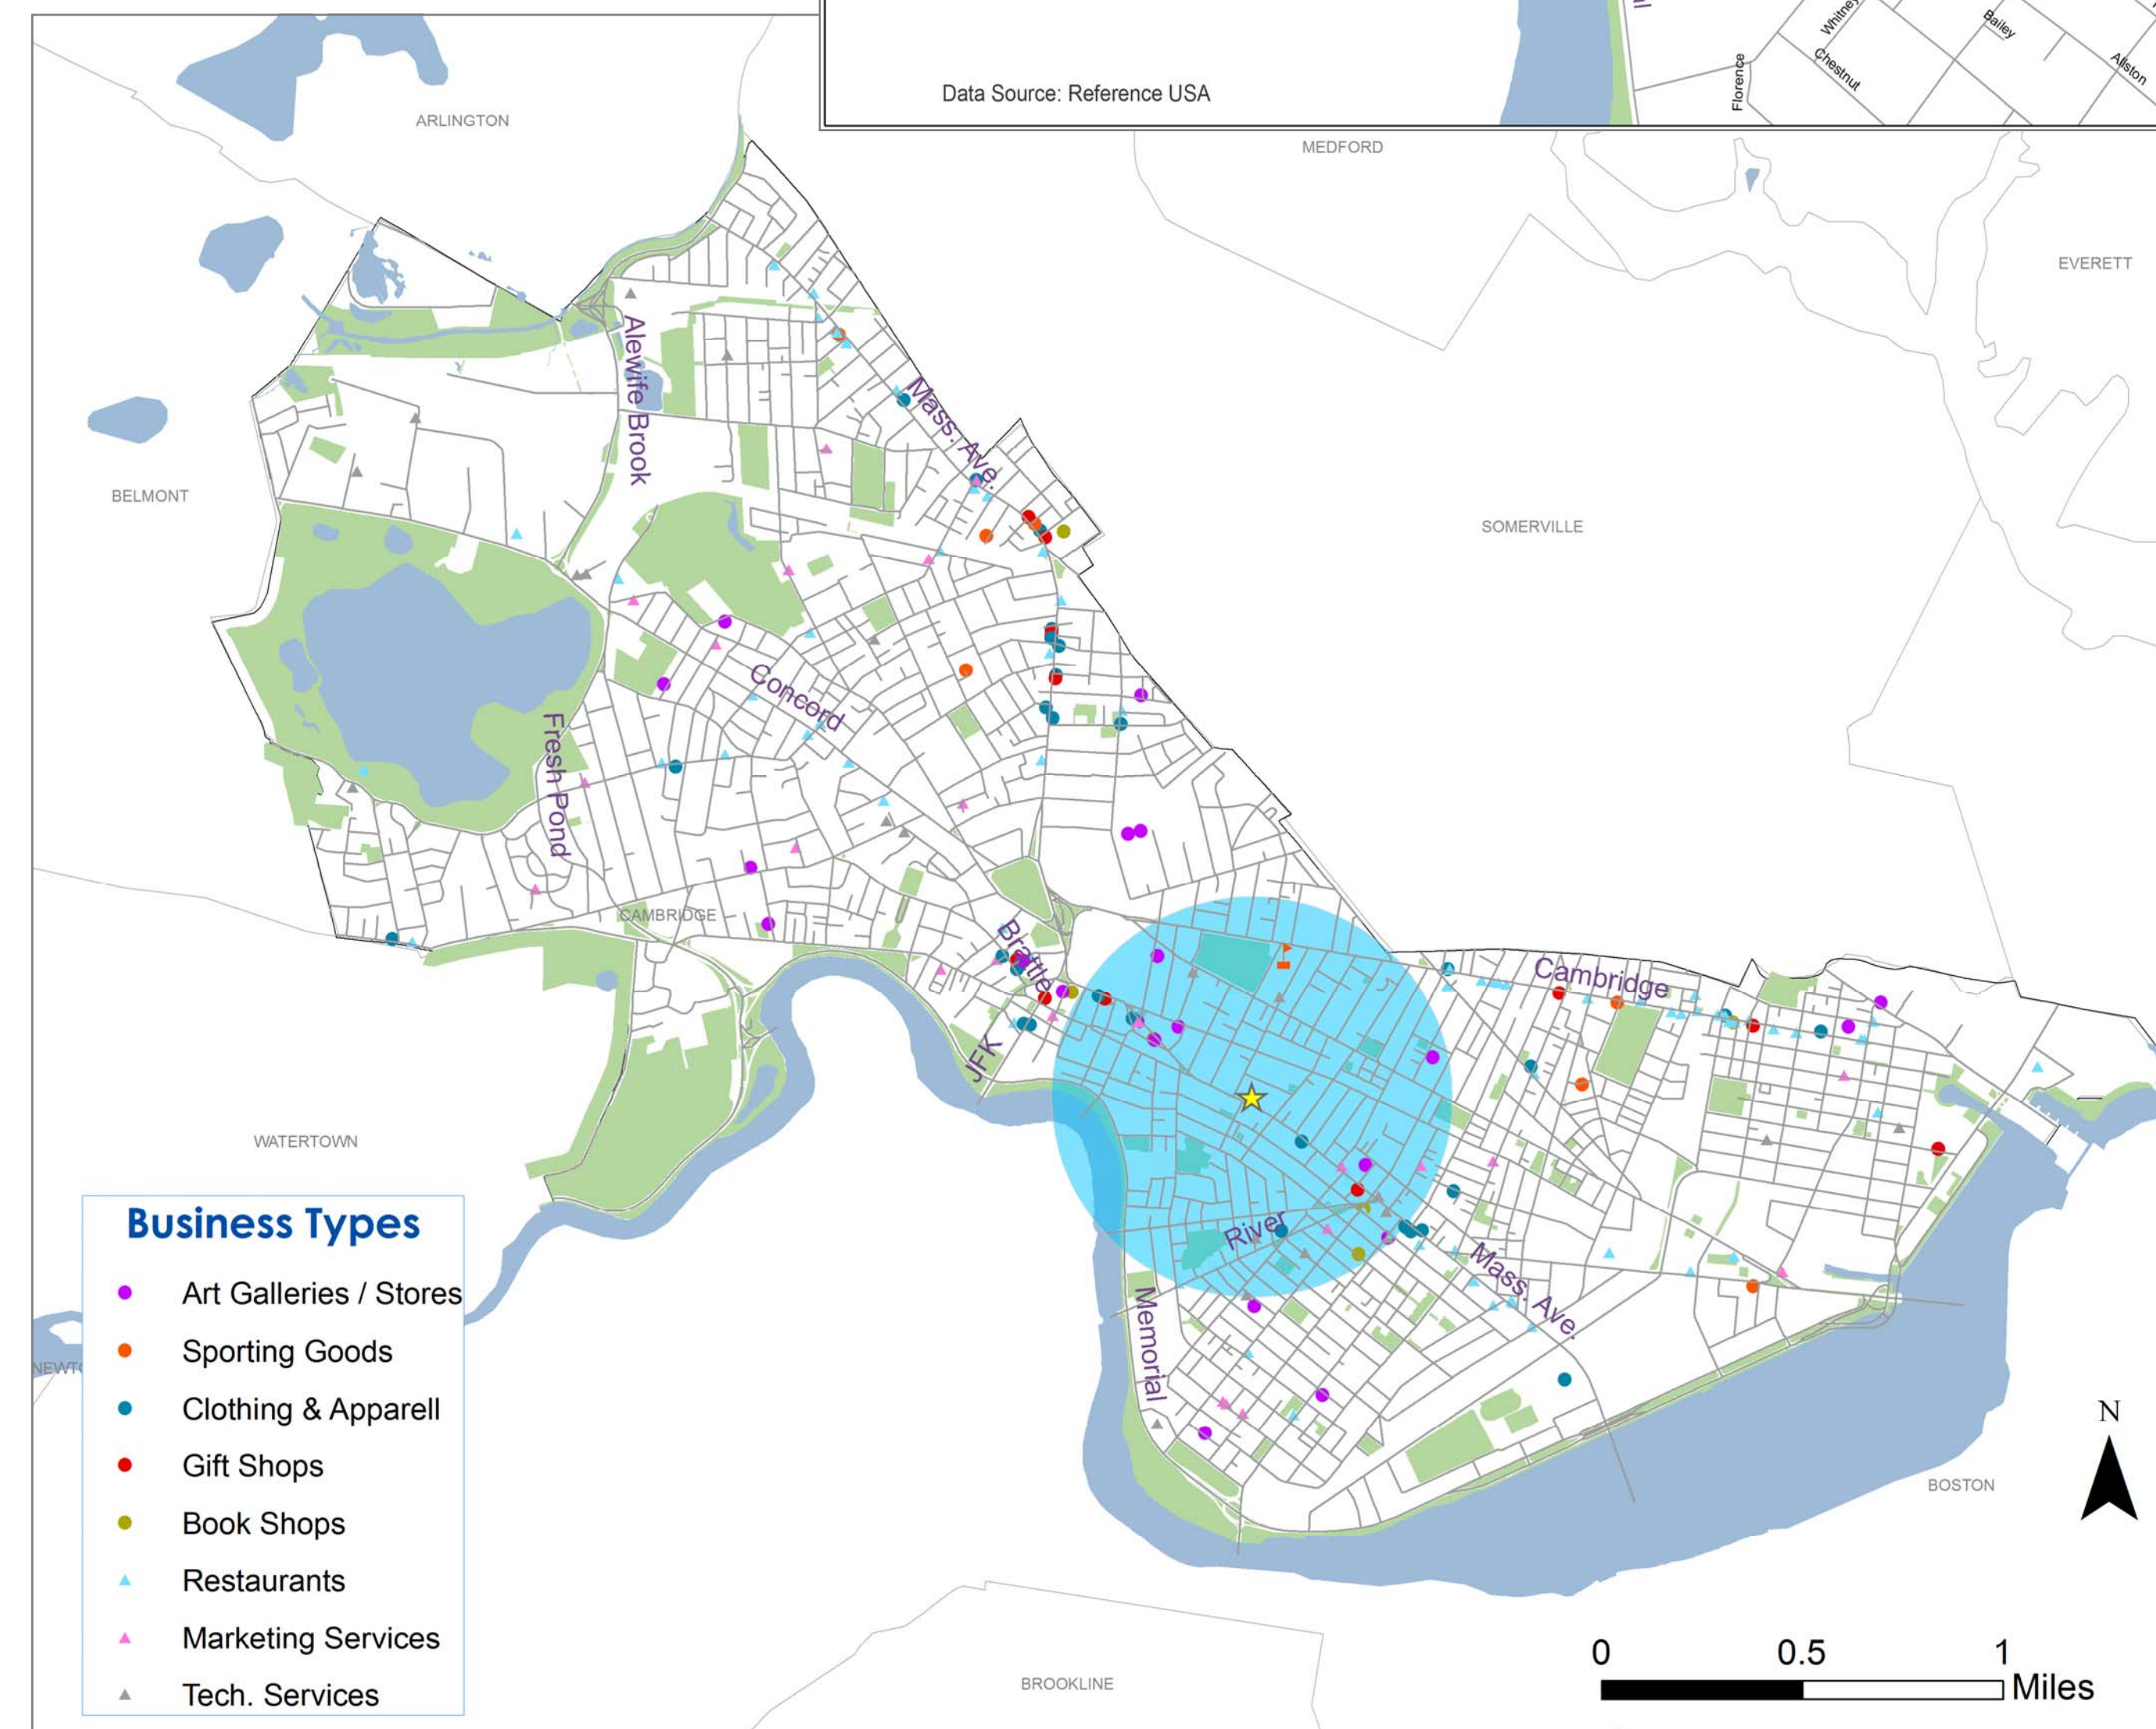 Data Source: Reference USA
Florence
Whitney
Chestnut
Bailey
Allston
ARLINGTON
MEDFORD
EVERETT
Alewife Brook
Mass. Ave.
BELMONT
SOMERVILLE
Concord
Fresh Pond
CAMBRIDGE
Brattle
Cambridge
JFK
WATERTOWN
River
Mass. Ave.
Memorial
Business Types
Art Galleries / Stores
Sporting Goods
Clothing & Apparell
Gift Shops
Book Shops
Restaurants
Marketing Services
Tech. Services
N
BOSTON
BROOKLINE
0 0.5 1
Miles